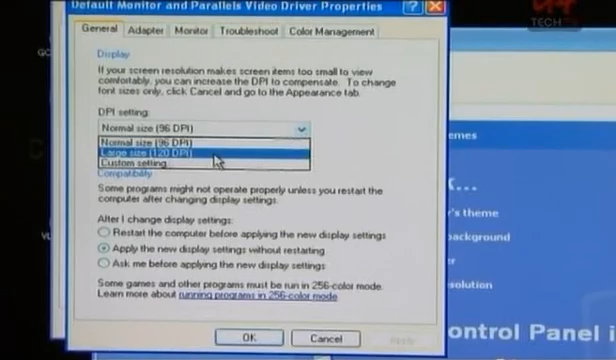 Default Monitor and Parallels Video Driver Properties
TECH
General Adapter Monitor Troubleshoot Color Management
Display
If your screen resolution makes screen items too small to view
comfortably, you can increase the DPI to compensate. To change
font sizes only, click Cancel and go to the Appearance tab.
DPI setting:
Normal size (96 DPI)
Normal size (96 DPI)
Large size (120 DPI)
Custom setting...
Compatibility
Some programs might not operate properly unless you restart the
computer after changing display settings.
After I change display settings:
Restart the computer before applying the new display settings
Apply the new display settings without restarting
Ask me before applying the new display settings
Some games and other programs must be run in 256-color mode.
Learn more about running programs in 256-color mode.
OK Cancel Apply
emes
k...
r's theme
background
er
solution
ontrol Panel i